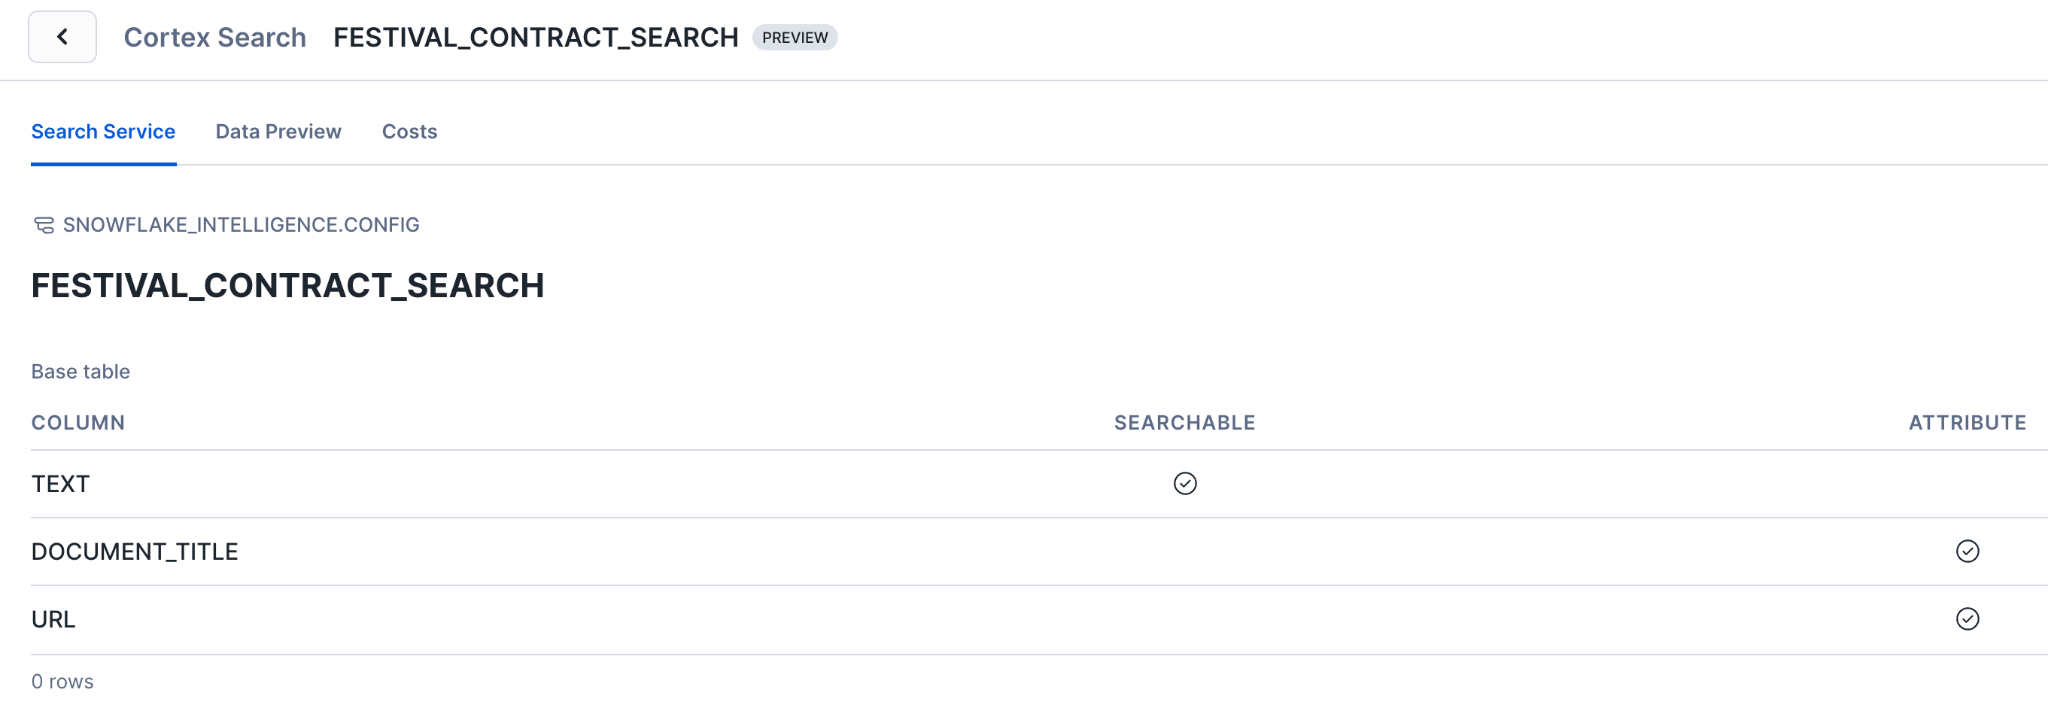 Cortex Search FESTIVAL_CONTRACT_SEARCH PREVIEW
Search Service Data Preview Costs
SNOWFLAKE_INTELLIGENCE.CONFIG
FESTIVAL_CONTRACT_SEARCH
Base table
COLUMN SEARCHABLE ATTRIBUTE
TEXT
DOCUMENT_TITLE
URL
0 rows